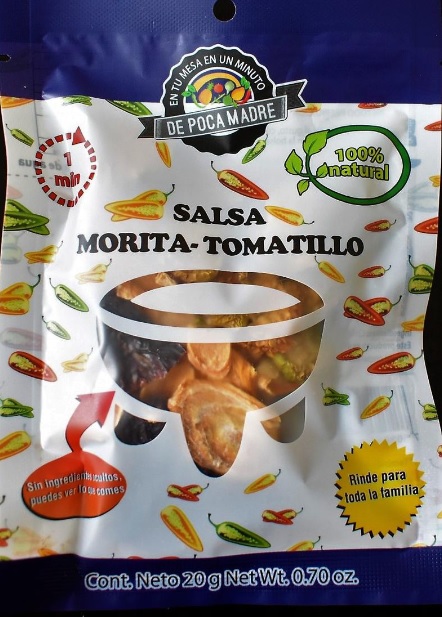 EN TU MESA EN UN MINUTO
DE POCA MADRE
1
min
100%
natural
SALSA
MORITA-TOMATILLO
Sin ingredientes ocultos,
puedes ver lo que comes
Rinde para
toda la familia
Cont. Neto 20 g Net Wt. 0.70 oz.